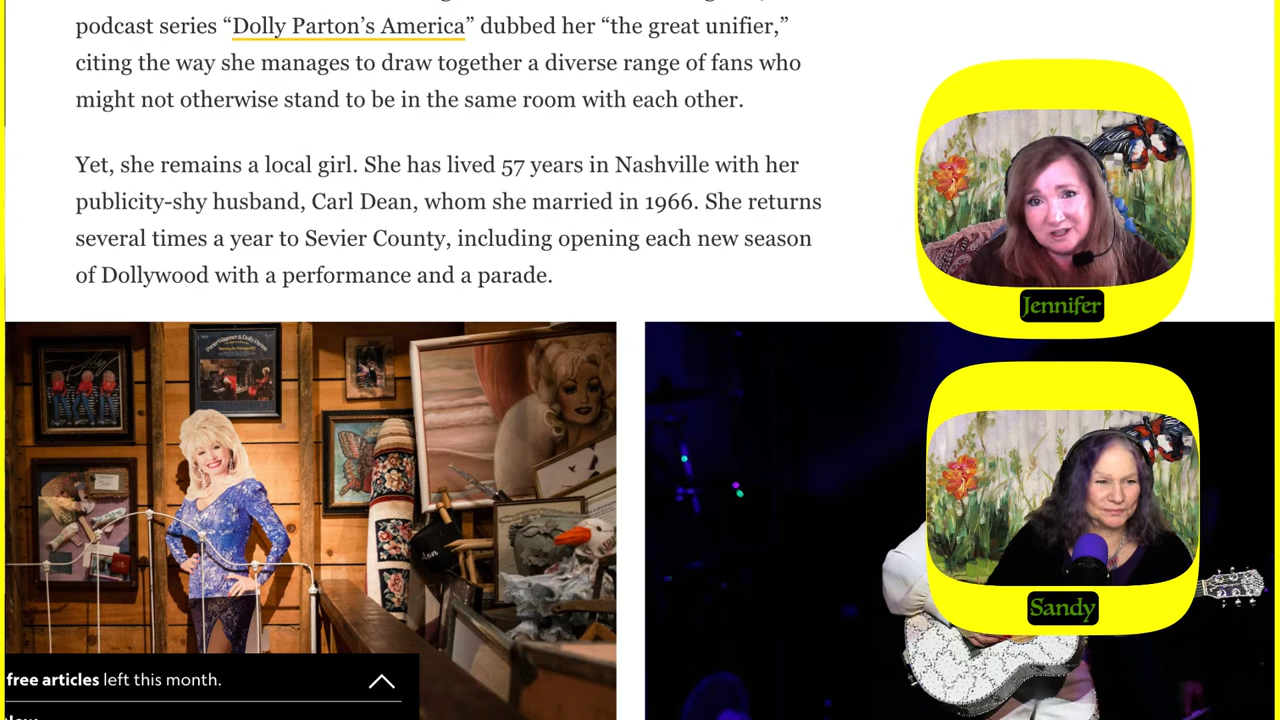 podcast series “Dolly Parton’s America” dubbed her “the great unifier,”
citing the way she manages to draw together a diverse range of fans who
might not otherwise stand to be in the same room with each other.
Yet, she remains a local girl. She has lived 57 years in Nashville with her
publicity-shy husband, Carl Dean, whom she married in 1966. She returns
several times a year to Sevier County, including opening each new season
of Dollywood with a performance and a parade.
Jennifer
Sandy
free articles left this month.